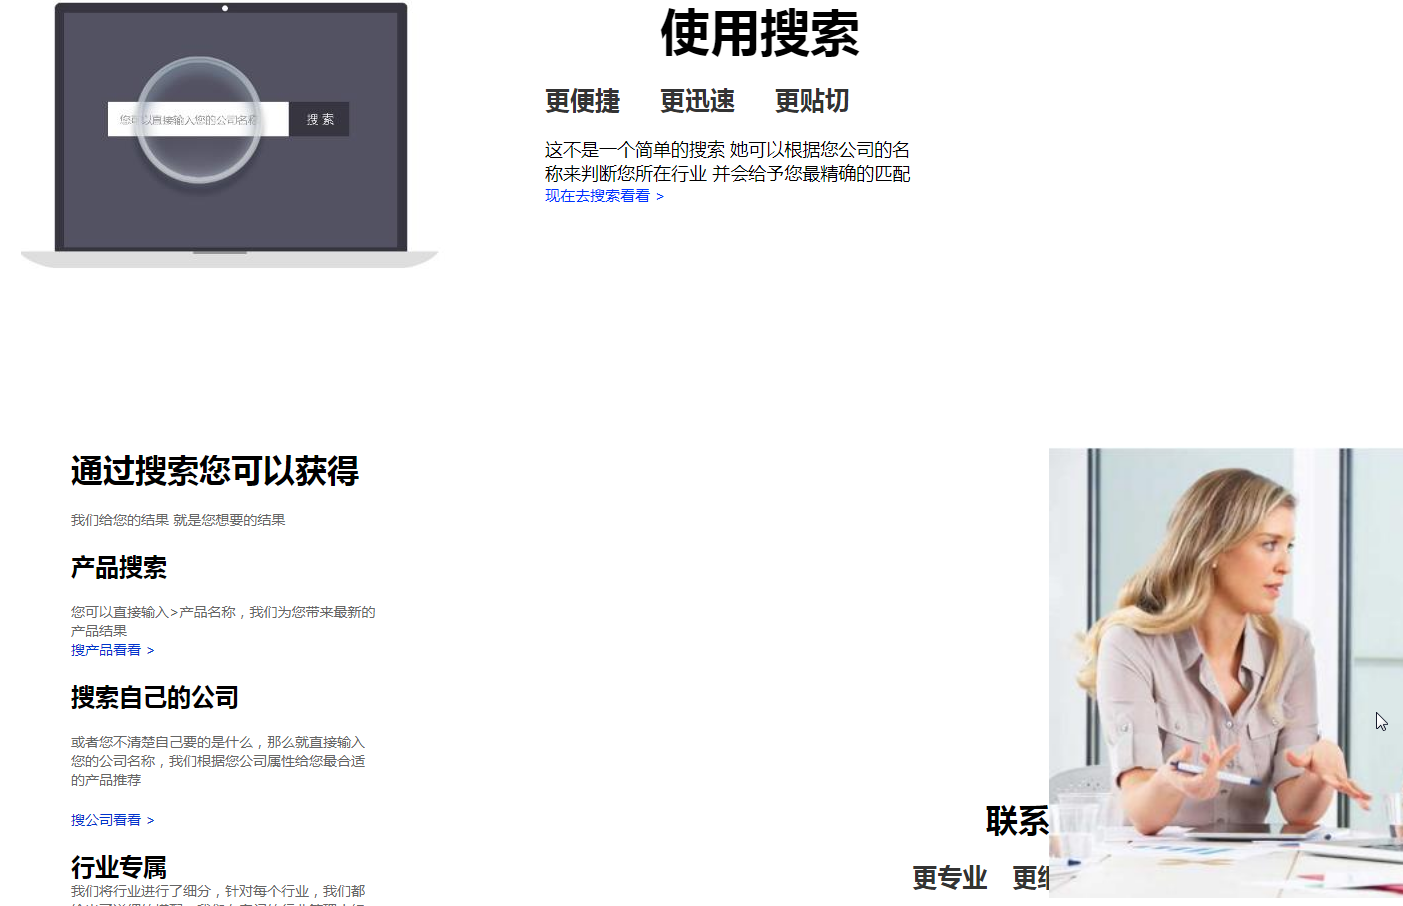 您可以直接输入您的公司名称
搜 索
使用搜索
更便捷 更迅速 更贴切
这不是一个简单的搜索 她可以根据您公司的名
称来判断您所在行业 并会给予您最精确的匹配
现在去搜索看看 >
通过搜索您可以获得
我们给您的结果 就是您想要的结果
产品搜索
您可以直接输入>产品名称，我们为您带来最新的
产品结果
搜产品看看 >
搜索自己的公司
或者您不清楚自己要的是什么，那么就直接输入
您的公司名称，我们根据您公司属性给您最合适
的产品推荐
搜公司看看 >
行业专属
我们将行业进行了细分，针对每个行业，我们都
联系
更专业 更